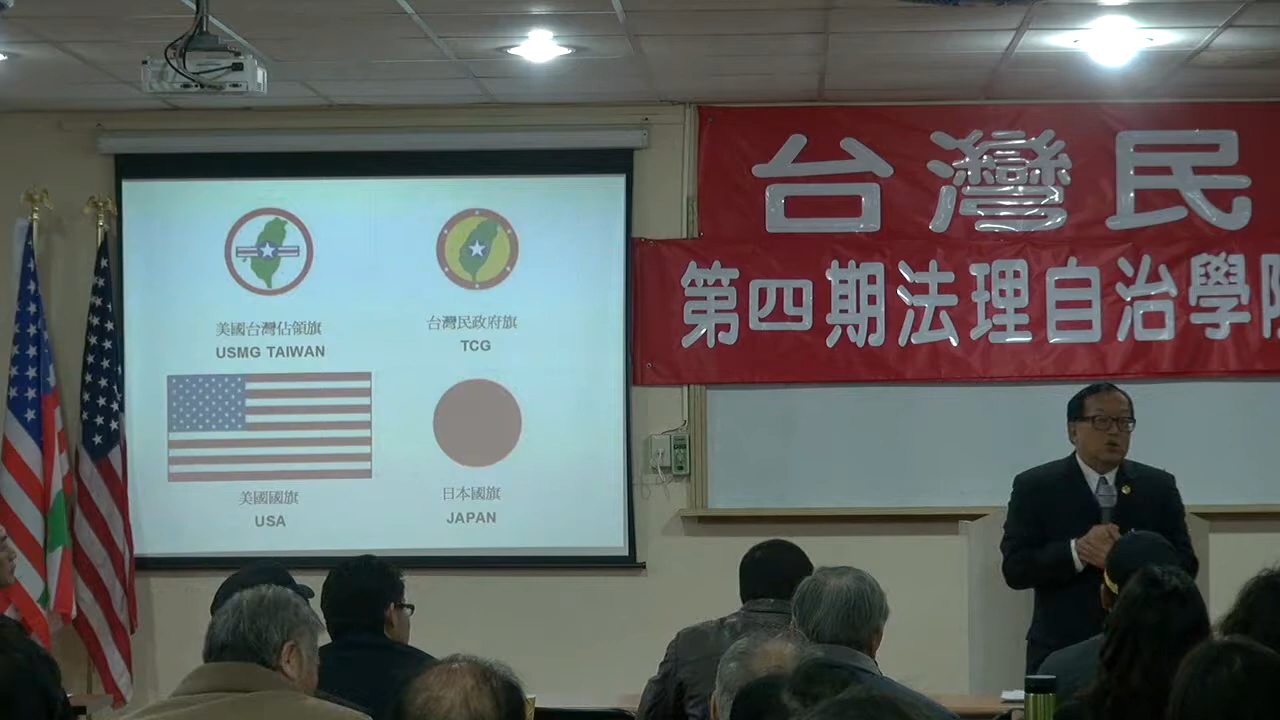 台灣民
第四期法理自治學院
美國台灣佔領旗
USMG TAIWAN
台灣民政府旗
TCG
美國國旗
USA
日本國旗
JAPAN